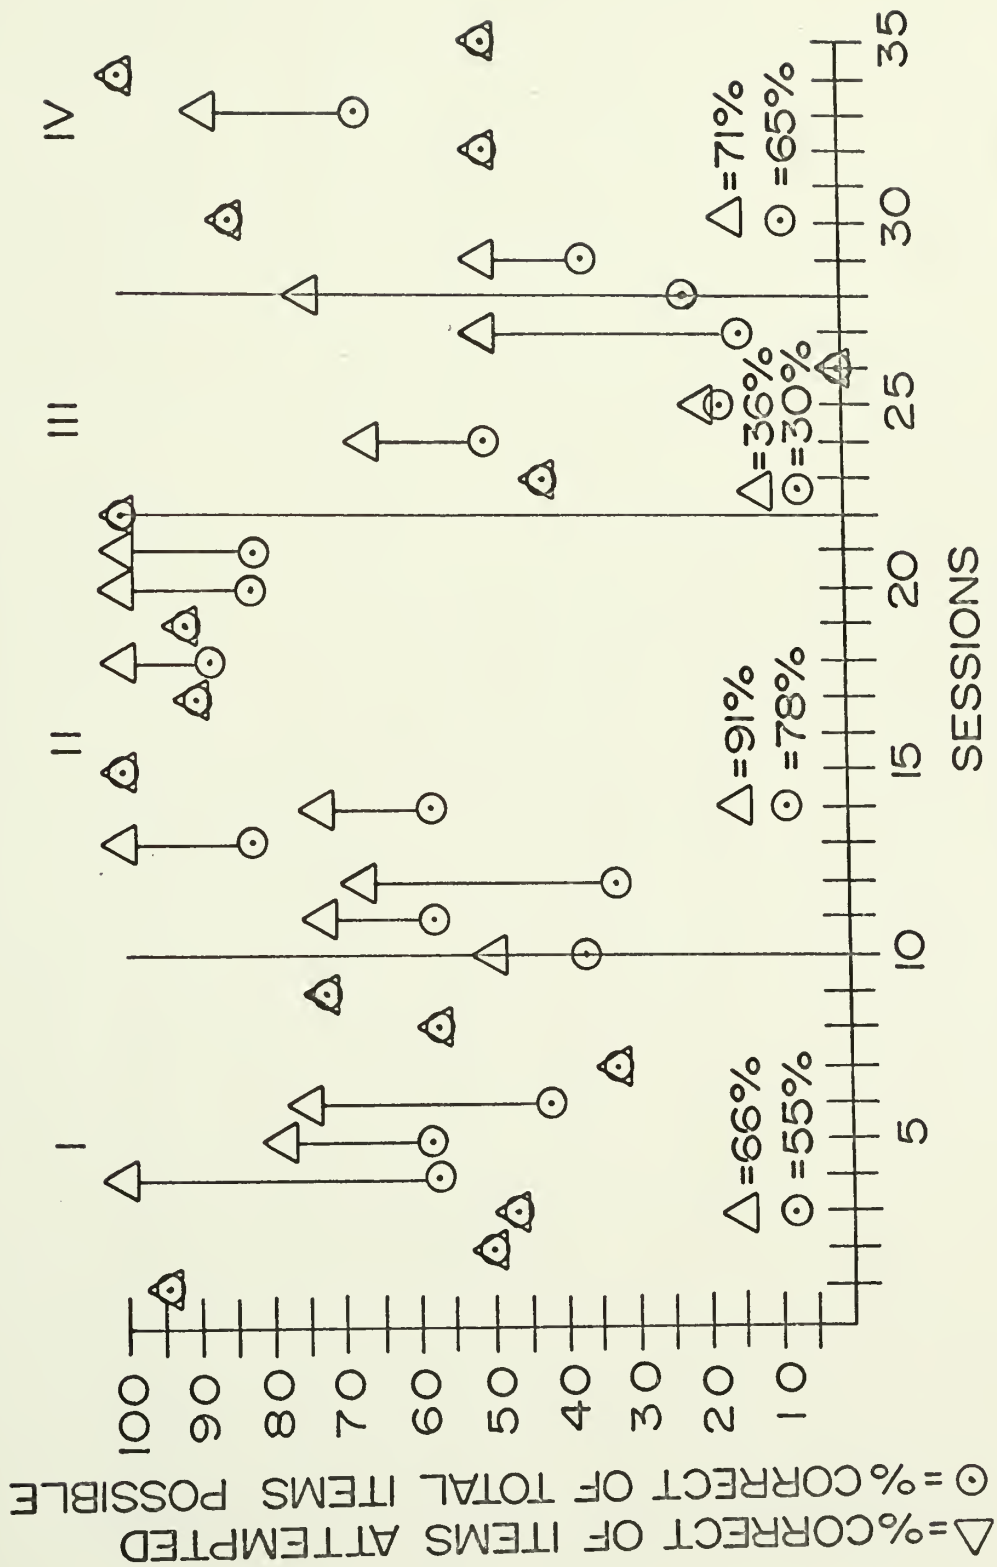 △=%CORRECT OF ITEMS ATTEMPTED
⊙=%CORRECT OF TOTAL ITEMS POSSIBLE
I II III IV
100
90
80
70
60
50
40
30
20
10
△=66% △=91% △=36% △=71%
⊙=55% ⊙=78% ⊙=30% ⊙=65%
5 10 15 20 25 30 35
SESSIONS